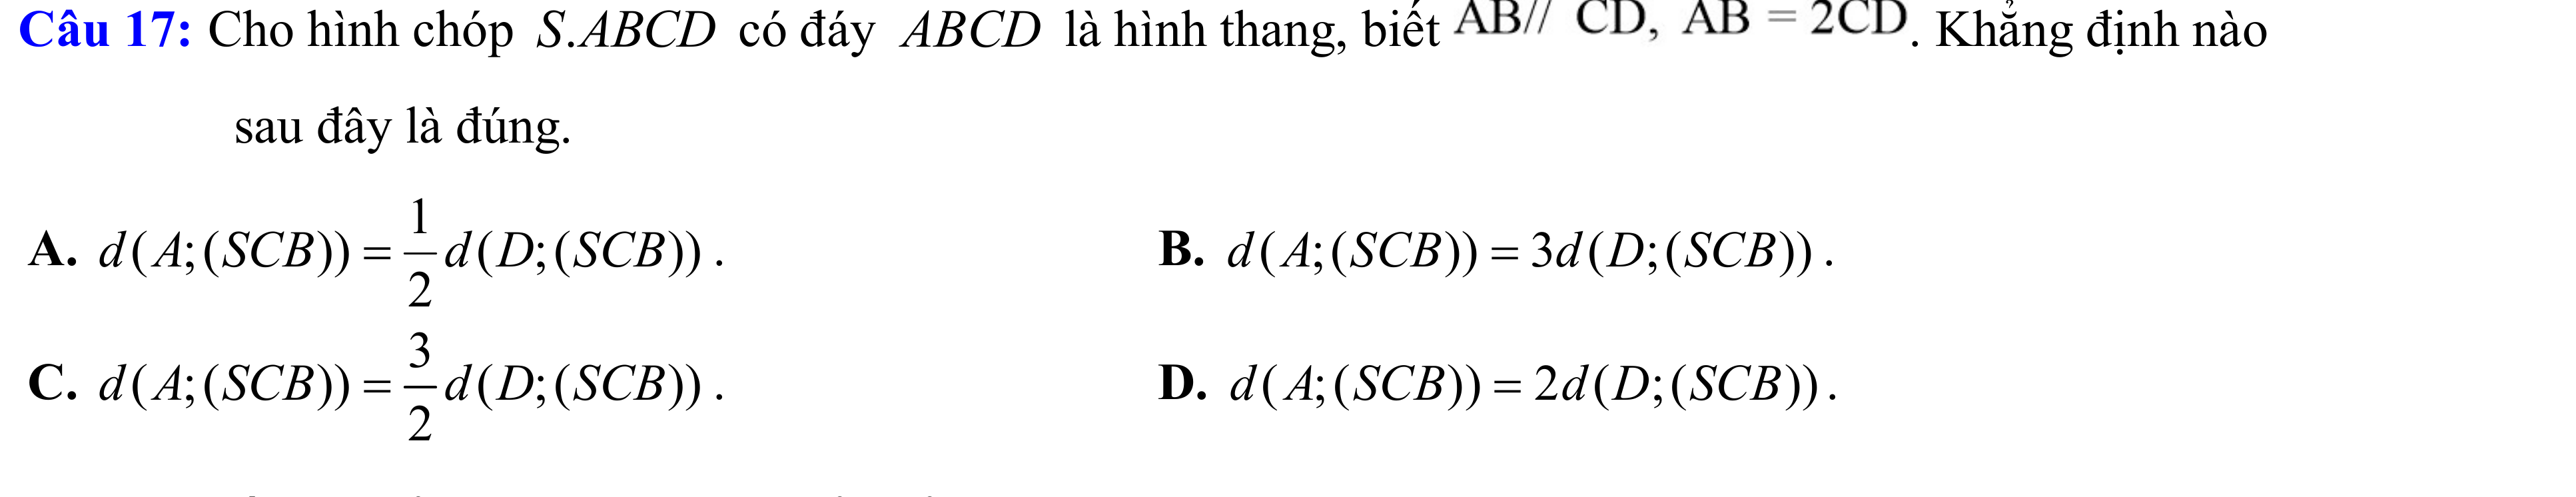 Câu 17: Cho hình chóp S.ABCD có đáy ABCD là hình thang, biết AB// CD, AB = 2CD. Khẳng định nào
sau đây là đúng.
A. d(A;(SCB)) = \frac{1}{2}d(D;(SCB)). B. d(A;(SCB)) = 3d(D;(SCB)).
C. d(A;(SCB)) = \frac{3}{2}d(D;(SCB)). D. d(A;(SCB)) = 2d(D;(SCB)).